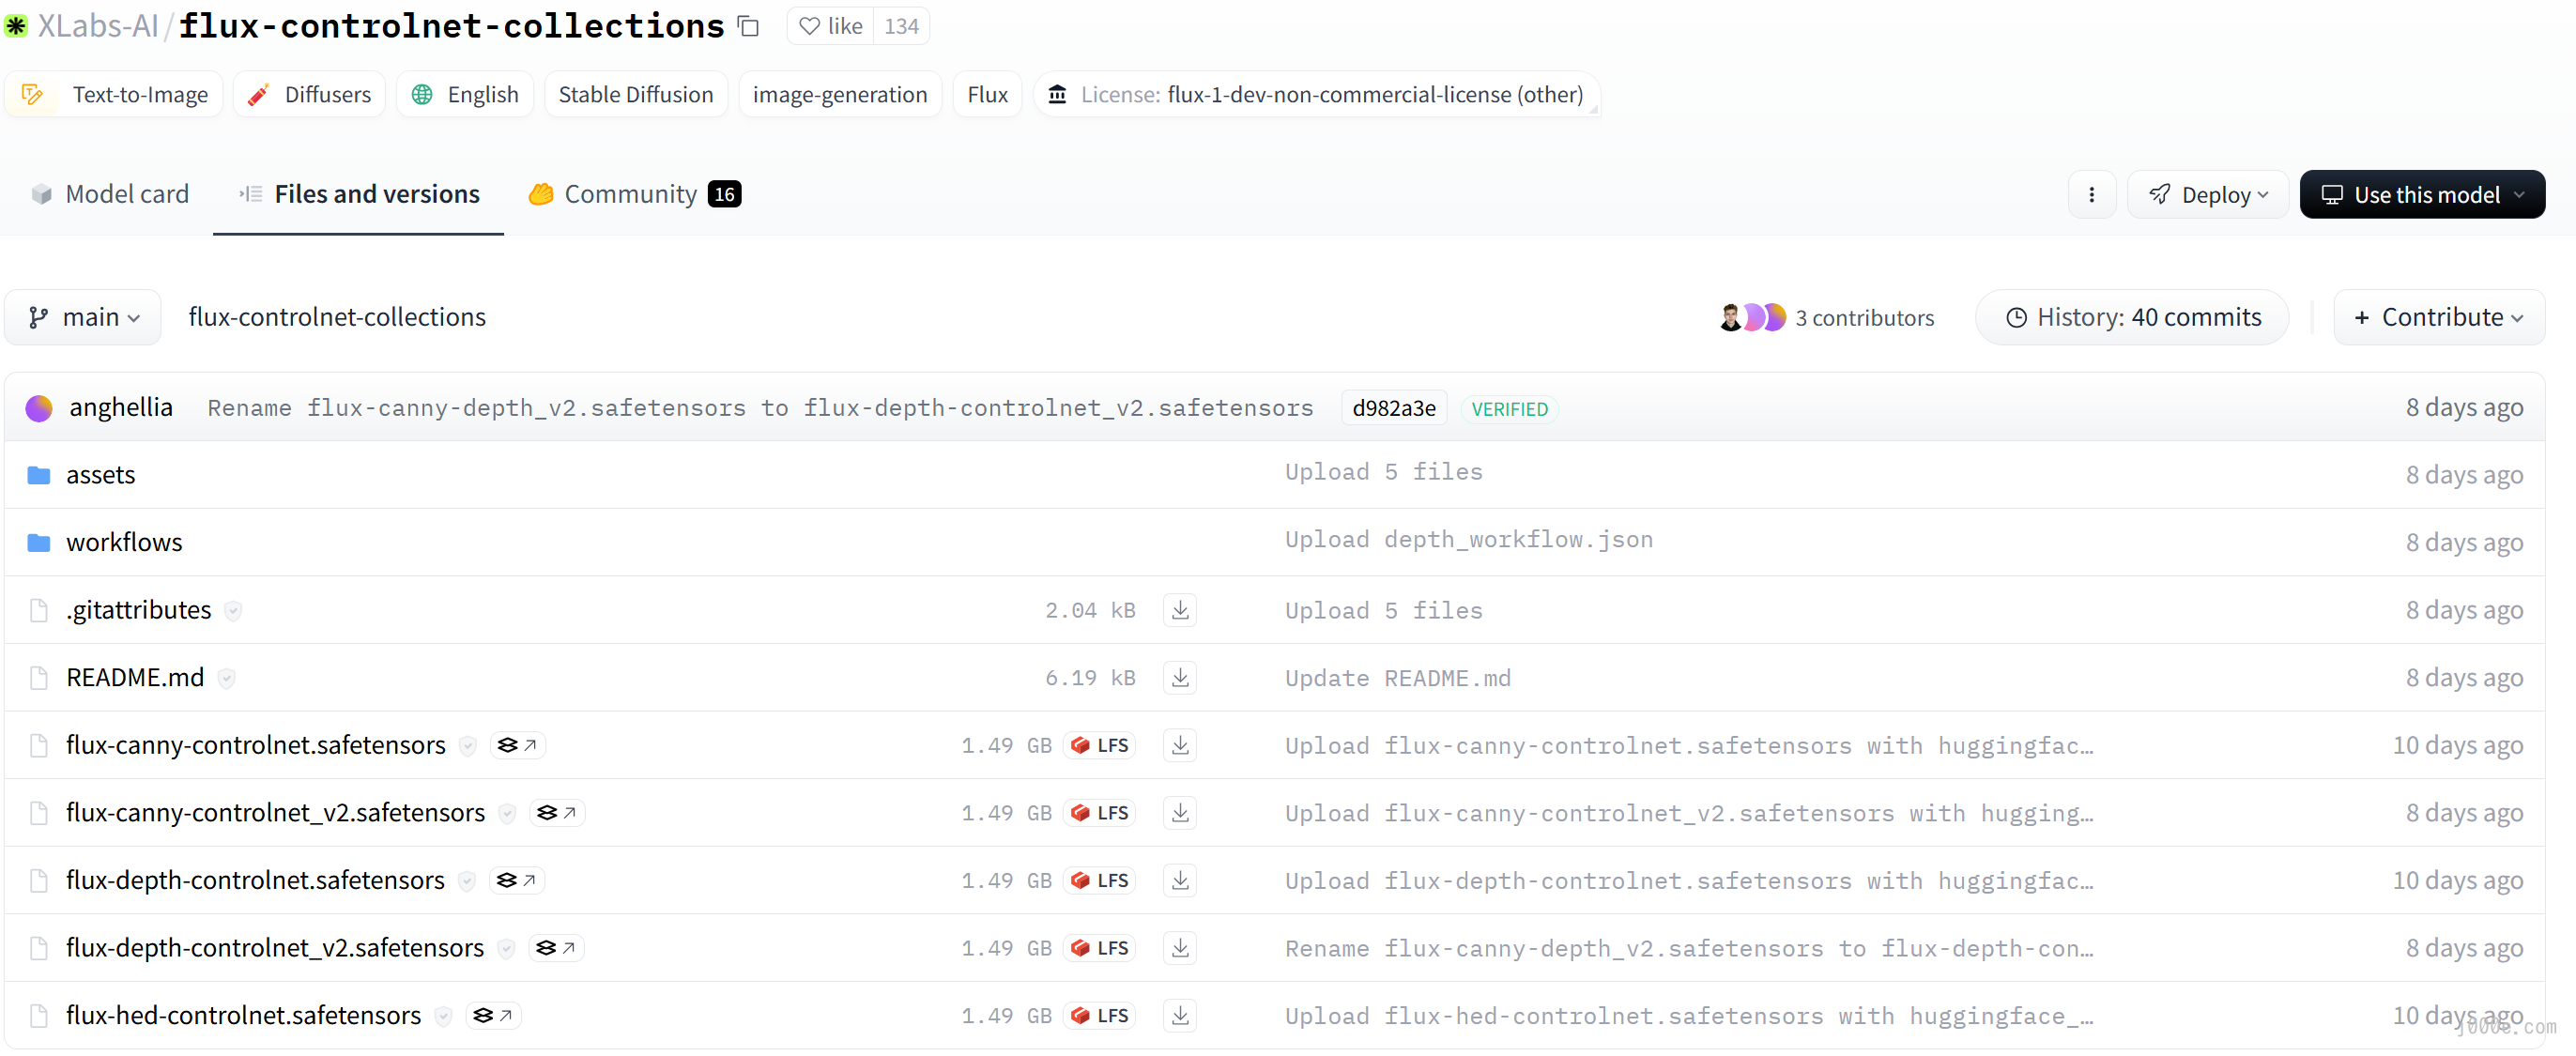 XLabs-AI/flux-controlnet-collections like 134
Text-to-Image Diffusers English Stable Diffusion image-generation Flux License: flux-1-dev-non-commercial-license (other)
Model card Files and versions Community 16 Deploy Use this model
main flux-controlnet-collections 3 contributors History: 40 commits + Contribute
anghellia Rename flux-canny-depth_v2.safetensors to flux-depth-controlnet_v2.safetensors d982a3e VERIFIED 8 days ago
assets Upload 5 files 8 days ago
workflows Upload depth_workflow.json 8 days ago
.gitattributes 2.04 kB Upload 5 files 8 days ago
README.md 6.19 kB Update README.md 8 days ago
flux-canny-controlnet.safetensors 1.49 GB LFS Upload flux-canny-controlnet.safetensors with huggingfac… 10 days ago
flux-canny-controlnet_v2.safetensors 1.49 GB LFS Upload flux-canny-controlnet_v2.safetensors with hugging… 8 days ago
flux-depth-controlnet.safetensors 1.49 GB LFS Upload flux-depth-controlnet.safetensors with huggingfac… 10 days ago
flux-depth-controlnet_v2.safetensors 1.49 GB LFS Rename flux-canny-depth_v2.safetensors to flux-depth-con… 8 days ago
flux-hed-controlnet.safetensors 1.49 GB LFS Upload flux-hed-controlnet.safetensors with huggingface_… 10 days ago